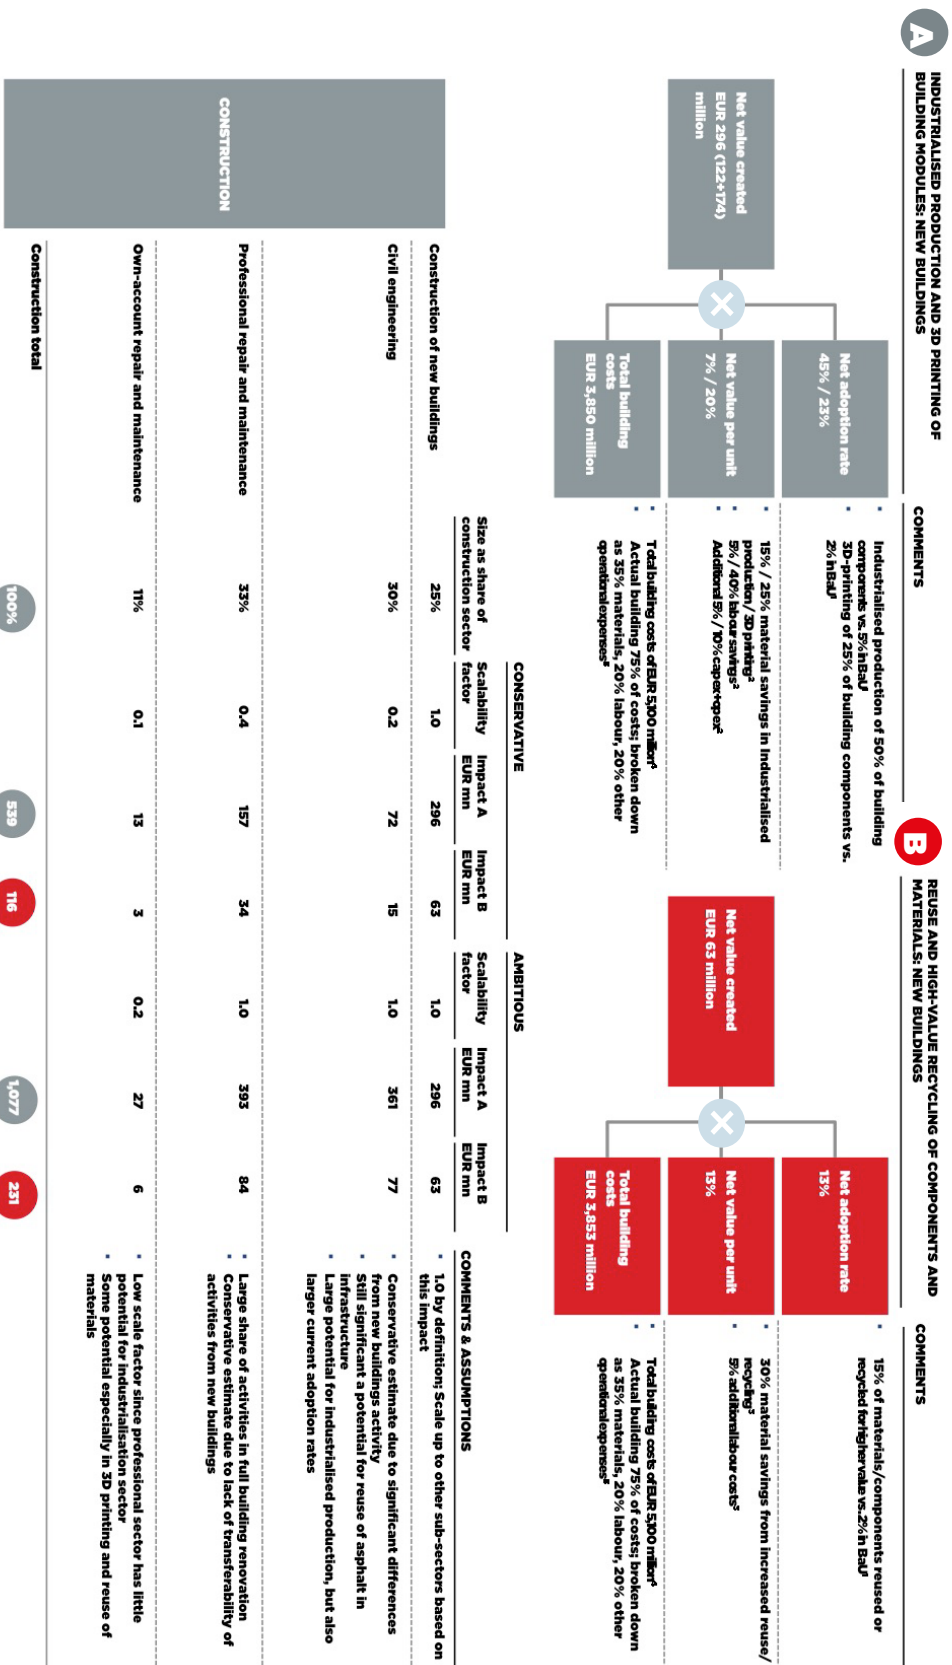 A
INDUSTRIALISED PRODUCTION AND 3D PRINTING OF
BUILDING MODULES: NEW BUILDINGS
COMMENTS
Net value created
EUR 296 (122+174)
million
Net adoption rate
45% / 23%
Industrialised production of 50% of building
components vs. 5% in BaU¹
3D-printing of 25% of building components vs.
2% in BaU¹
Net value per unit
7% / 20%
15% / 25% material savings in Industrialised
production / 3D printing²
5% / 40% labour savings²
Additional 5% / 10% capex+opex²
Total building
costs
EUR 3,850 million
Total building costs of EUR 5,100 million⁴
Actual building 75% of costs; broken down
as 35% materials, 20% labour, 20% other
operational expenses⁵
B
REUSE AND HIGH-VALUE RECYCLING OF COMPONENTS AND
MATERIALS: NEW BUILDINGS
COMMENTS
Net value created
EUR 63 million
Net adoption rate
13%
15% of materials/components reused or
recycled for higher value vs. 2% in BaU¹
Net value per unit
13%
30% material savings from increased reuse/
recycling³
5% additional labour costs³
Total building
costs
EUR 3,853 million
Total building costs of EUR 5,100 million⁴
Actual building 75% of costs; broken down
as 35% materials, 20% labour, 20% other
operational expenses⁵
CONSERVATIVE
AMBITIOUS
Size as share of
construction sector
Scalability
factor
Impact A
EUR mn
Impact B
EUR mn
Scalability
factor
Impact A
EUR mn
Impact B
EUR mn
COMMENTS & ASSUMPTIONS
CONSTRUCTION
Construction of new buildings 25% 1.0 296 63 1.0 296 63
1.0 by definition; Scale up to other sub-sectors based on
this impact
Civil engineering 30% 0.2 72 15 1.0 361 77
Conservative estimate due to significant differences
from new buildings activity
Still significant a potential for reuse of asphalt in
infrastructure
Large potential for industrialised production, but also
larger current adoption rates
Professional repair and maintenance 33% 0.4 157 34 1.0 393 84
Large share of activities in full building renovation
Conservative estimate due to lack of transferability of
activities from new buildings
Own-account repair and maintenance 11% 0.1 13 3 0.2 27 6
Low scale factor since professional sector has little
potential for industrialisation sector
Some potential especially in 3D printing and reuse of
materials
Construction total 100% 539 116 1,077 231